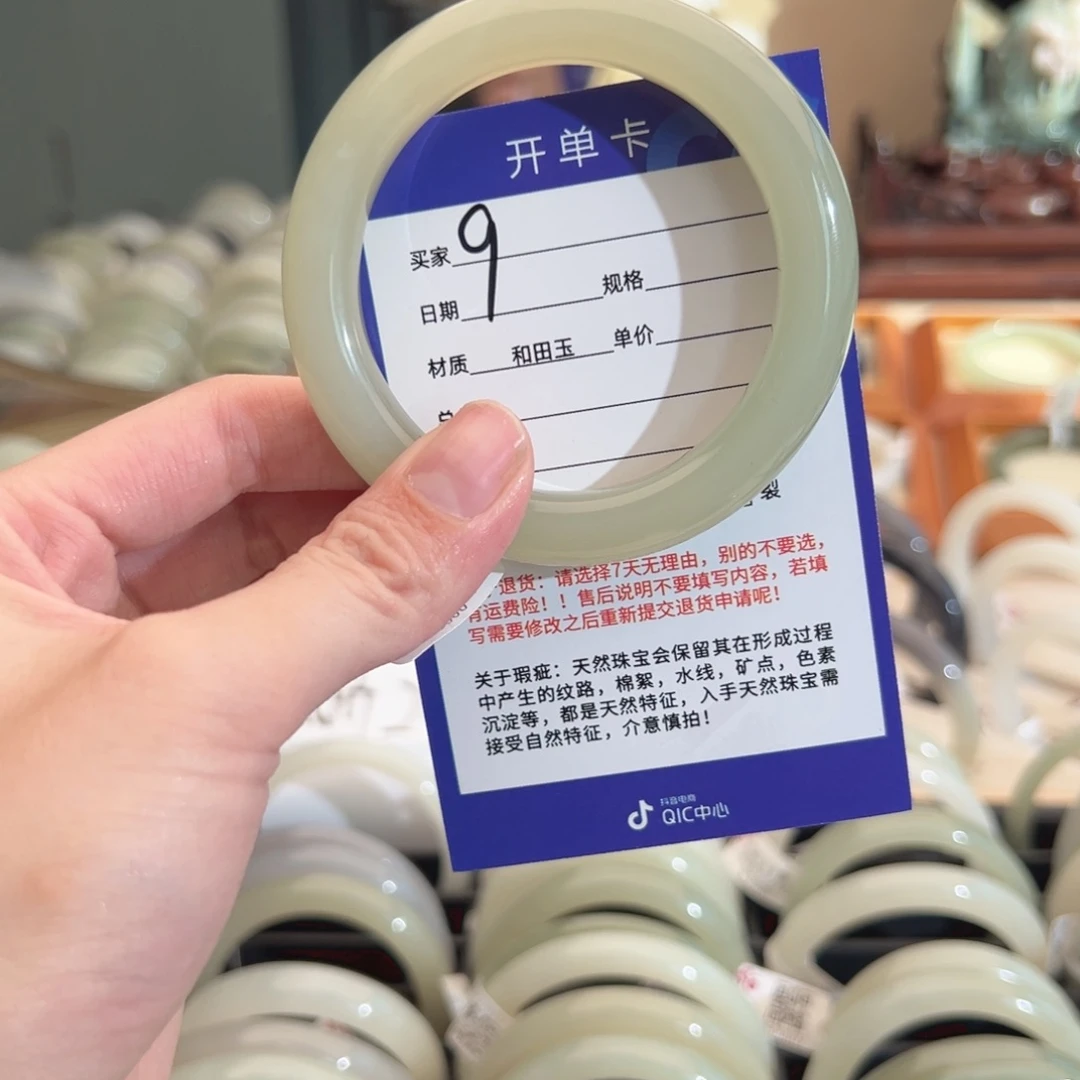 开单卡
买家 9
日期 规格
材质 和田玉 单价
裂
退货：请选择7天无理由，别的不要选，
有运费险！！售后说明不要填写内容，若填
写需要修改之后重新提交退货申请呢！
关于瑕疵：天然珠宝会保留其在形成过程
中产生的纹路，棉絮，水线，矿点，色素
沉淀等，都是天然特征，入手天然珠宝需
接受自然特征，介意慎拍！
抖音电商
QIC中心